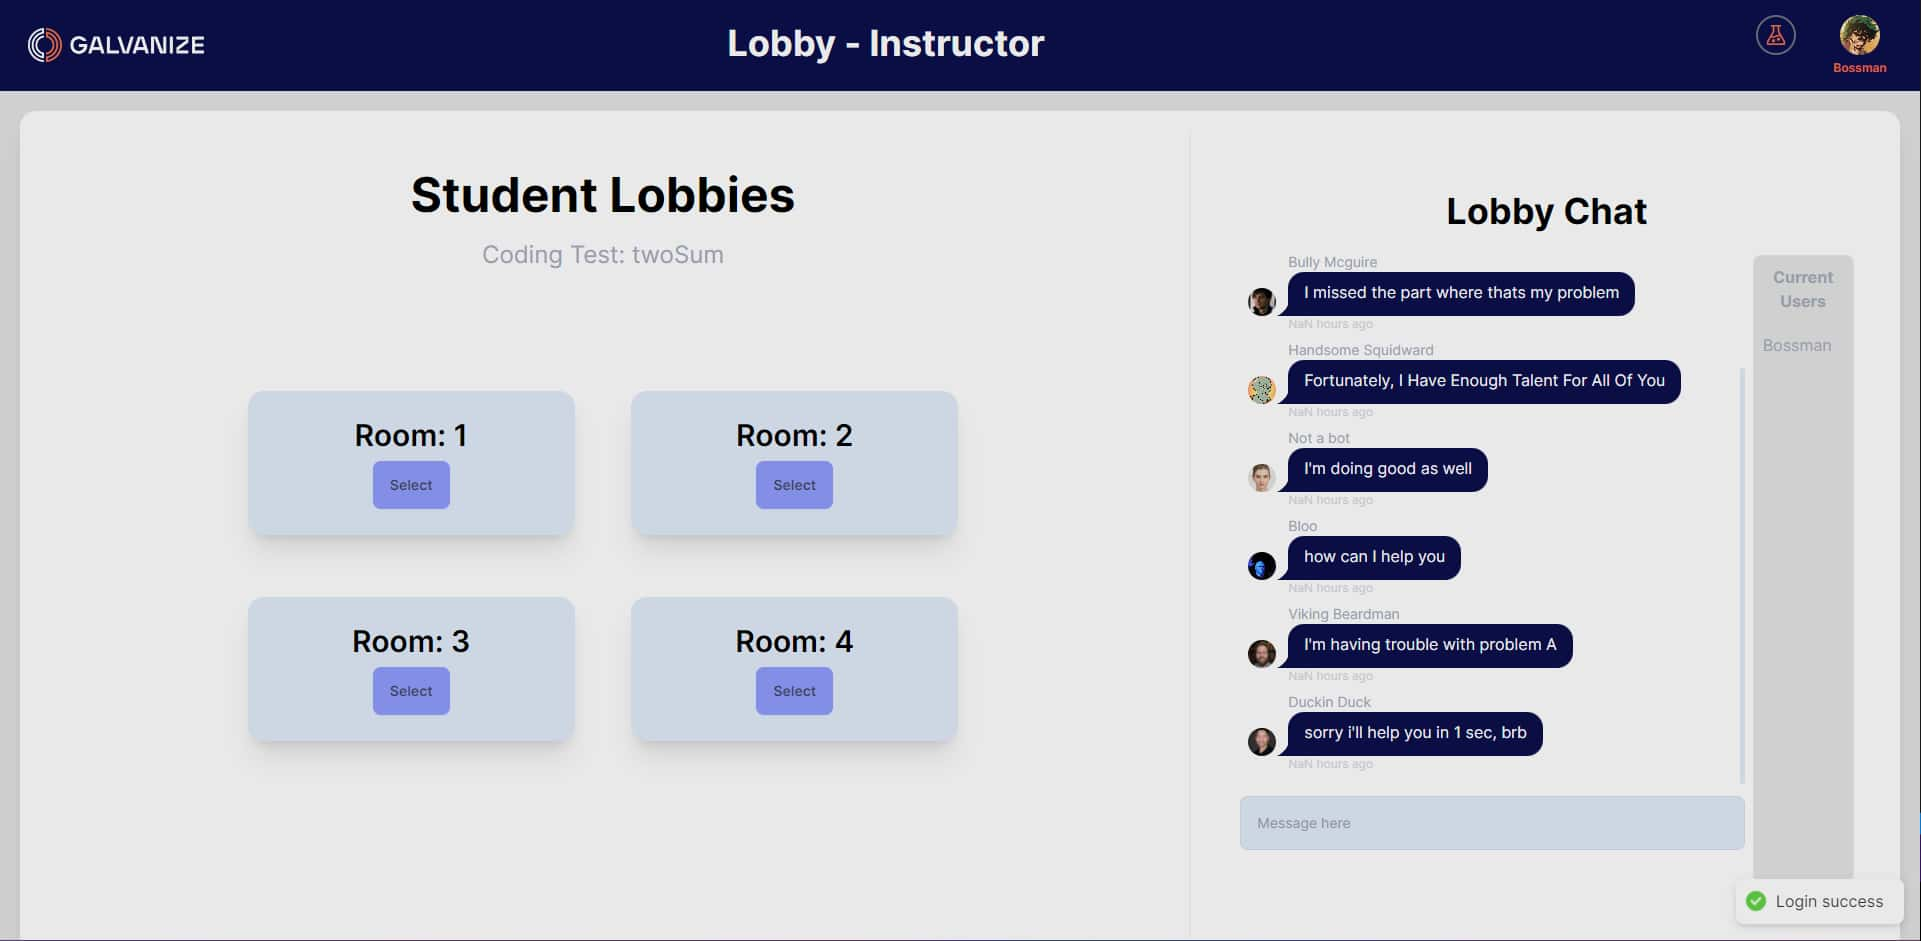 GALVANIZE
Lobby - Instructor
Bossman
Student Lobbies
Coding Test: twoSum
Room: 1
Select
Room: 2
Select
Room: 3
Select
Room: 4
Select
Lobby Chat
Bully Mcguire
I missed the part where thats my problem
NaN hours ago
Handsome Squidward
Fortunately, I Have Enough Talent For All Of You
NaN hours ago
Not a bot
I'm doing good as well
NaN hours ago
Bloo
how can I help you
NaN hours ago
Viking Beardman
I'm having trouble with problem A
NaN hours ago
Duckin Duck
sorry i'll help you in 1 sec, brb
NaN hours ago
Message here
Current
Users
Bossman
Login success